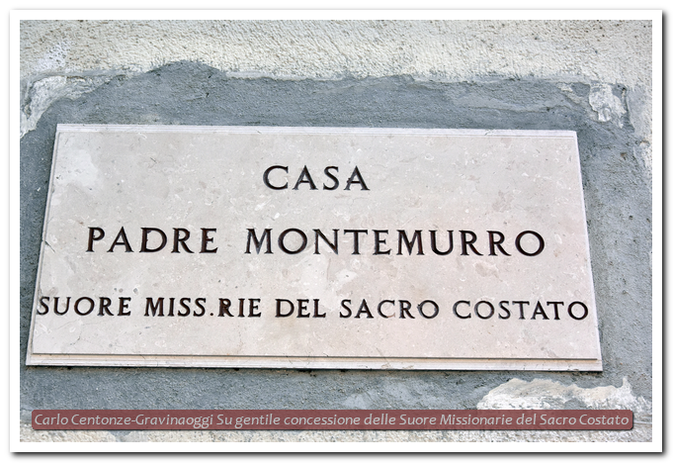 CASA
PADRE MONTEMURRO
SUORE MISS.RIE DEL SACRO COSTATO
Carlo Centonze-Gravinaoggi Su gentile concessione delle Suore Missionarie del Sacro Costato